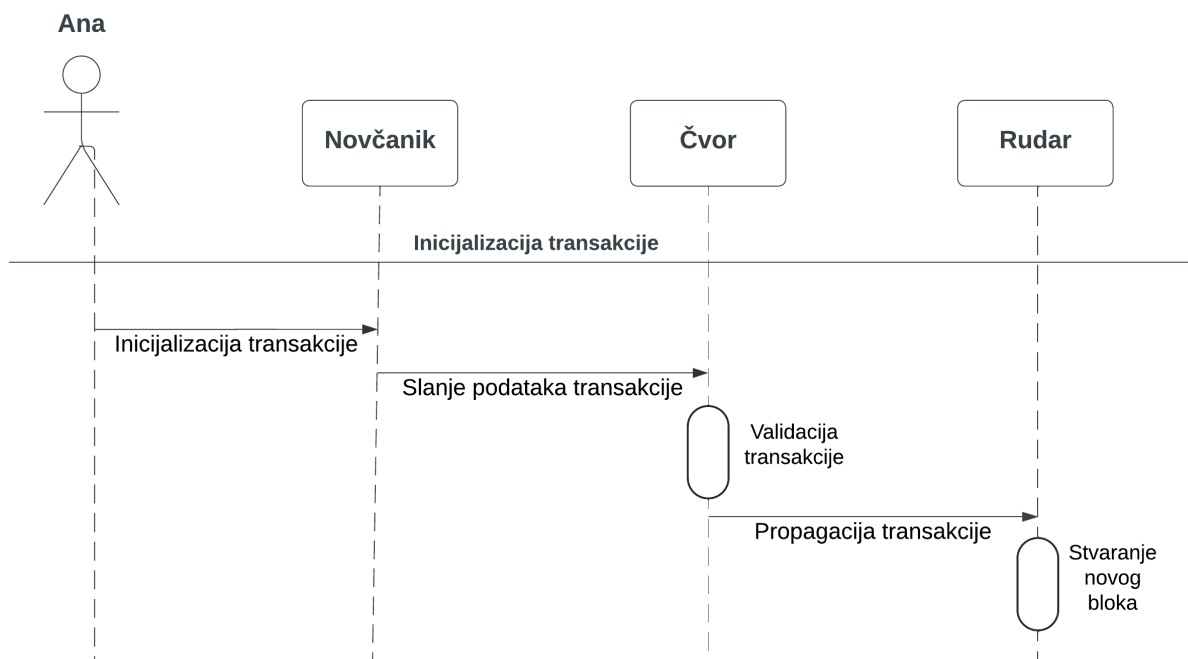 Ana
Novčanik
Čvor
Rudar
Inicijalizacija transakcije
Inicijalizacija transakcije
Slanje podataka transakcije
Validacija
transakcije
Propagacija transakcije
Stvaranje
novog
bloka